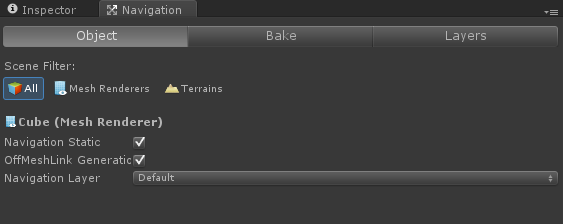 Inspector Navigation
Object Bake Layers
Scene Filter:
All Mesh Renderers Terrains
Cube (Mesh Renderer)
Navigation Static
OffMeshLink Generatic
Navigation Layer Default